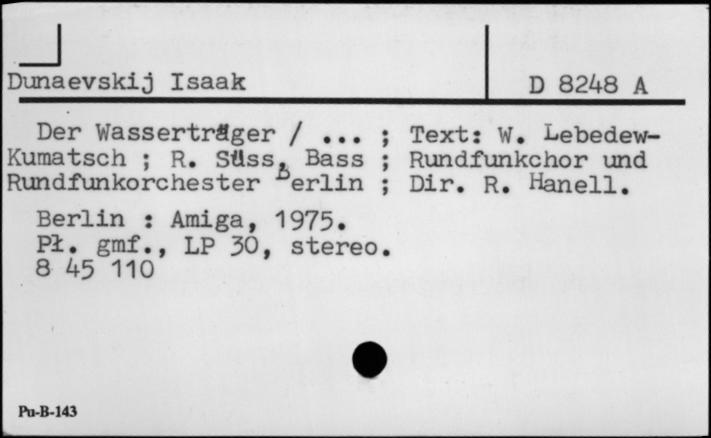 Dunaevskij Isaak
D 8248 A
Der Wasserträger / ... ; Text: W. Lebedew-
Kumatsch ; R. Süss, Bass ; Rundfunkchor und
Rundfunkorchester Berlin ; Dir. R. Hanell.
Berlin : Amiga, 1975.
Pł. gmf., LP 30, stereo.
8 45 110
Pu-B-143